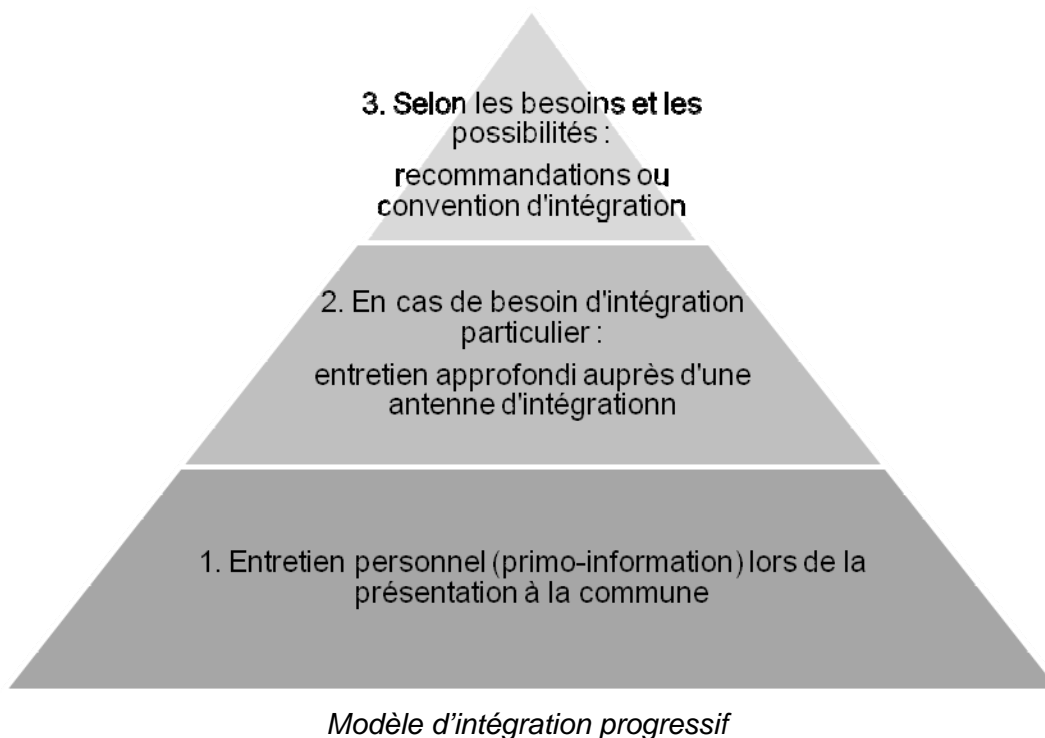 3. Selon les besoins et les
possibilités :
recommandations ou
convention d'intégration
2. En cas de besoin d'intégration
particulier :
entretien approfondi auprès d'une
antenne d'intégrationn
1. Entretien personnel (primo-information) lors de la
présentation à la commune
Modèle d'intégration progressif